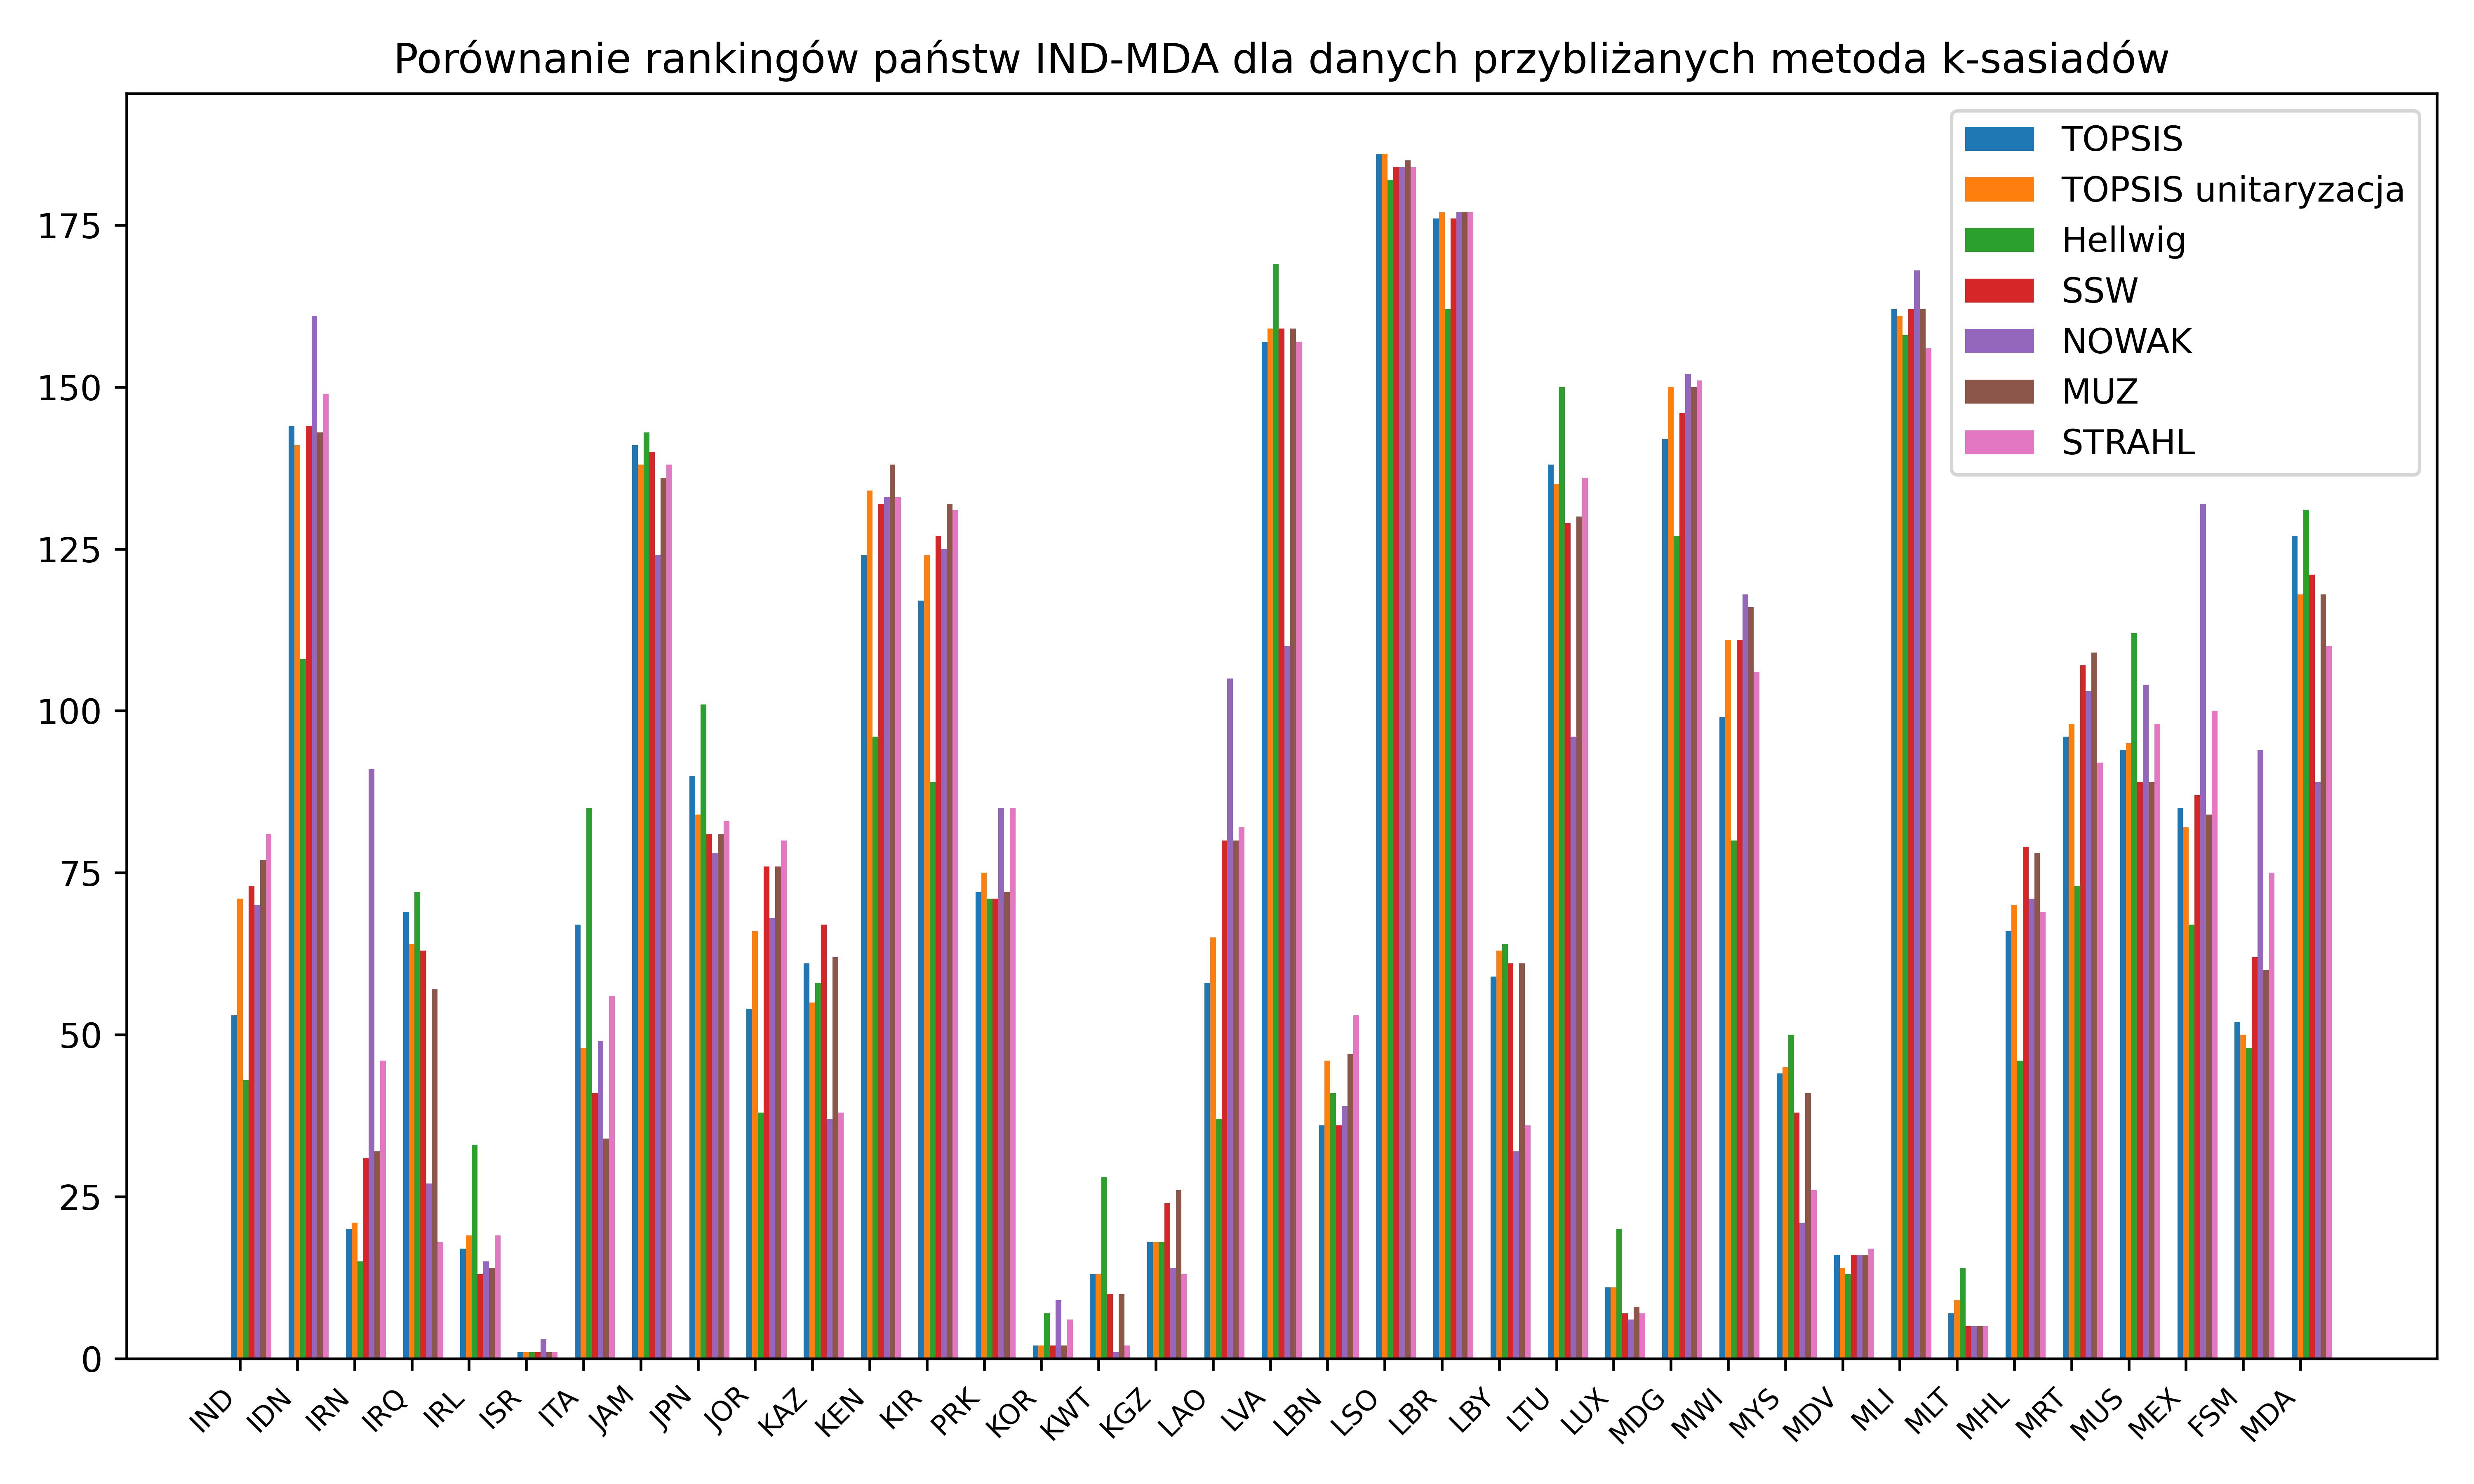 Porównanie rankingów państw IND-MDA dla danych przybliżanych metoda k-sasiadów
TOPSIS
TOPSIS unitaryzacja
Hellwig
SSW
NOWAK
MUZ
STRAHL
175
150
125
100
75
50
25
0
IND IDN IRN IRQ IRL ISR ITA JAM JPN JOR KAZ KEN KIR PRK KOR KWT KGZ LAO LVA LBN LSO LBR LBY LTU LUX MDG MWI MYS MDV MLI MLT MHL MRT MUS MEX FSM MDA